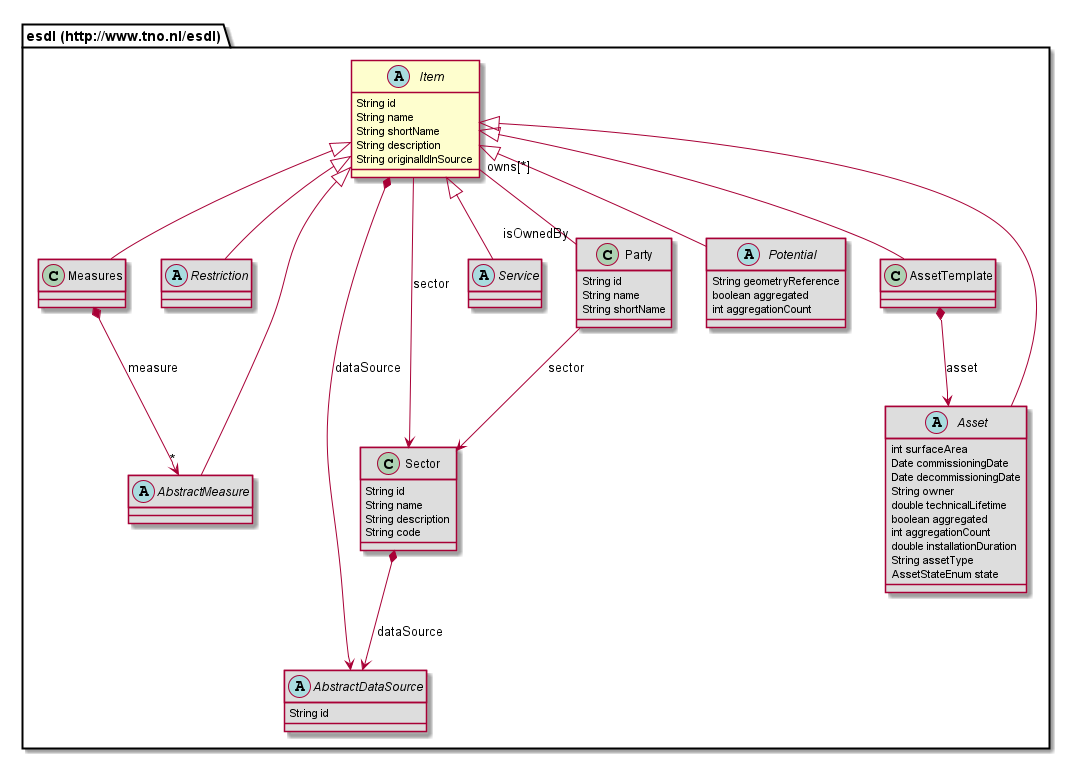 esdl (http://www.tno.nl/esdl)
A Item
String id
String name
String shortName
String description
String originalIdInSource
owns[*]
isOwnedBy
C Measures
A Restriction
sector
A Service
C Party
String id
String name
String shortName
A Potential
String geometryReference
boolean aggregated
int aggregationCount
C AssetTemplate
measure
dataSource
sector
asset
*
A AbstractMeasure
C Sector
String id
String name
String description
String code
A Asset
int surfaceArea
Date commissioningDate
Date decommissioningDate
String owner
double technicalLifetime
boolean aggregated
int aggregationCount
double installationDuration
String assetType
AssetStateEnum state
dataSource
A AbstractDataSource
String id